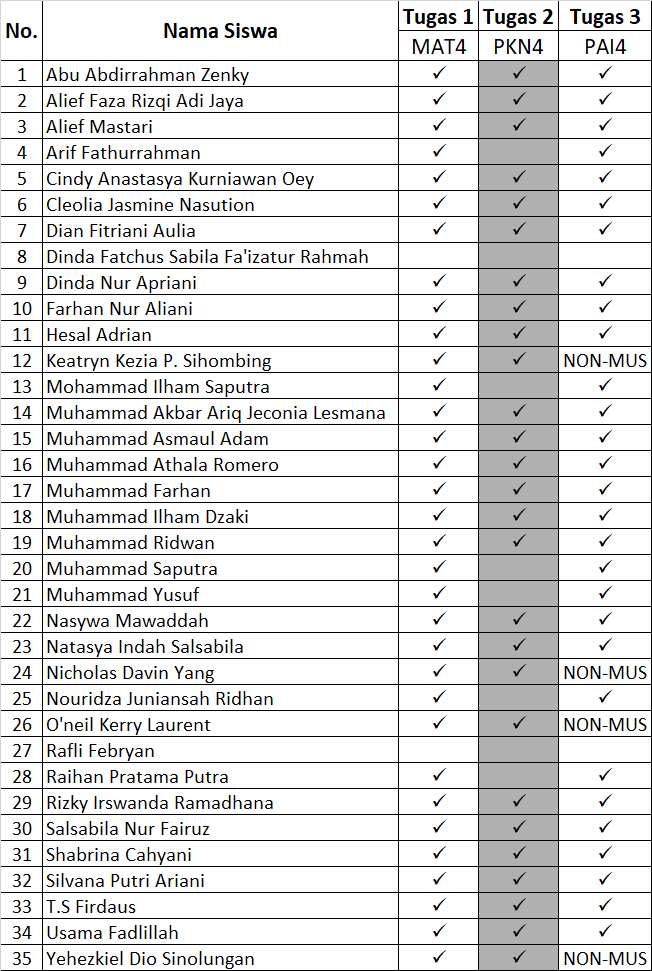 No. Nama Siswa Tugas 1 Tugas 2 Tugas 3
MAT4 PKN4 PAI4
1 Abu Abdirrahman Zenky ✓ ✓ ✓
2 Alief Faza Rizqi Adi Jaya ✓ ✓ ✓
3 Alief Mastari ✓ ✓ ✓
4 Arif Fathurrahman ✓ ✓
5 Cindy Anastasya Kurniawan Oey ✓ ✓ ✓
6 Cleolia Jasmine Nasution ✓ ✓ ✓
7 Dian Fitriani Aulia ✓ ✓ ✓
8 Dinda Fatchus Sabila Fa'izatur Rahmah
9 Dinda Nur Apriani ✓ ✓ ✓
10 Farhan Nur Aliani ✓ ✓ ✓
11 Hesal Adrian ✓ ✓ ✓
12 Keatryn Kezia P. Sihombing ✓ ✓ NON-MUS
13 Mohammad Ilham Saputra ✓ ✓
14 Muhammad Akbar Ariq Jeconia Lesmana ✓ ✓ ✓
15 Muhammad Asmaul Adam ✓ ✓ ✓
16 Muhammad Athala Romero ✓ ✓ ✓
17 Muhammad Farhan ✓ ✓ ✓
18 Muhammad Ilham Dzaki ✓ ✓ ✓
19 Muhammad Ridwan ✓ ✓ ✓
20 Muhammad Saputra ✓ ✓
21 Muhammad Yusuf ✓ ✓
22 Nasywa Mawaddah ✓ ✓ ✓
23 Natasya Indah Salsabila ✓ ✓ ✓
24 Nicholas Davin Yang ✓ ✓ NON-MUS
25 Nouridza Juniansah Ridhan ✓ ✓
26 O'neil Kerry Laurent ✓ ✓ NON-MUS
27 Rafli Febryan
28 Raihan Pratama Putra ✓ ✓
29 Rizky Irswanda Ramadhana ✓ ✓ ✓
30 Salsabila Nur Fairuz ✓ ✓ ✓
31 Shabrina Cahyani ✓ ✓ ✓
32 Silvana Putri Ariani ✓ ✓ ✓
33 T.S Firdaus ✓ ✓ ✓
34 Usama Fadlillah ✓ ✓ ✓
35 Yehezkiel Dio Sinolungan ✓ ✓ NON-MUS